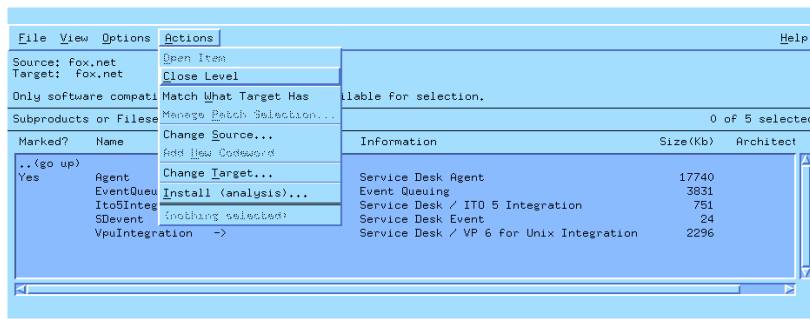 File View Options Actions Help
Open Item
Source: fox.net
Target: fox.net
Close Level
Only software compati
Match What Target Has
ilable for selection.
Manage Patch Selection...
Subproducts or Filese
0 of 5 selected
Change Source...
Marked? Name Information Size(Kb) Architect
Add New Codeword
..(go up)
Change Target...
Yes Agent Service Desk Agent 17740
EventQueu Event Queuing 3831
Install (analysis)...
Ito5Integ Service Desk / ITO 5 Integration 751
(nothing selected)
SDevent Service Desk Event 24
VpuIntegration -> Service Desk / VP 6 for Unix Integration 2296